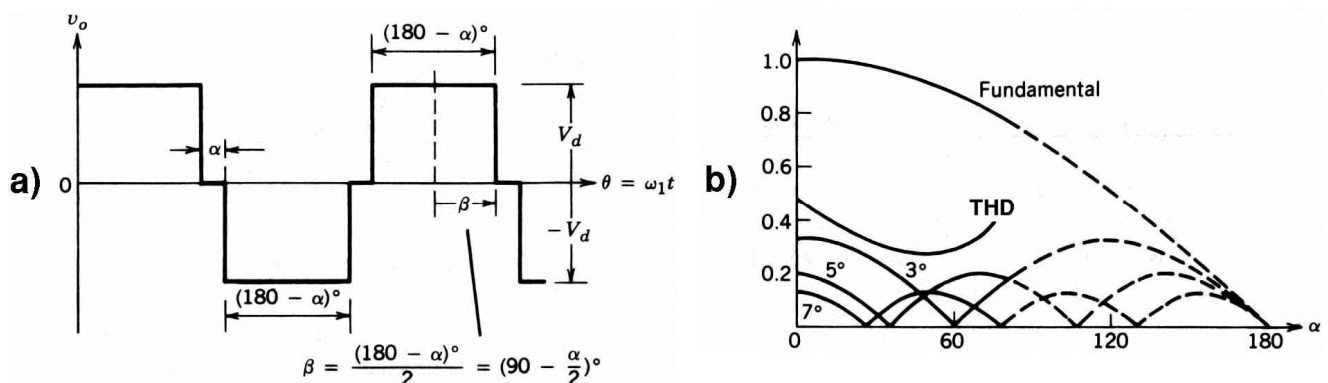 a)
v_o
(180 − α)°
α
V_d
0
θ = ω₁t
β
−V_d
(180 − α)°
β = (180 − α)°/2 = (90 − α/2)°
b)
1.0
Fundamental
0.8
0.6
THD
0.4
5°
3°
0.2
7°
0
60
120
180
α